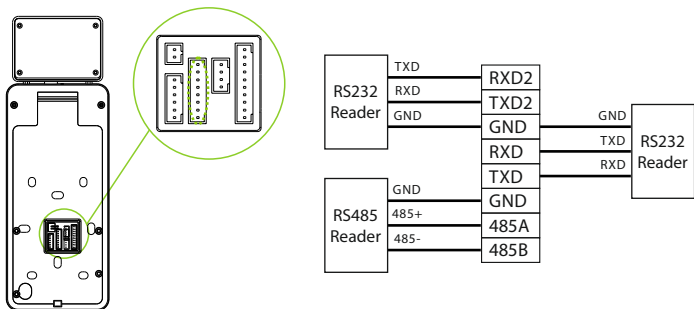 TXD
RXD
GND
RS232
Reader
RXD2
TXD2
GND
RXD
TXD
GND
485A
485B
GND
TXD
RXD
RS232
Reader
GND
485+
485-
RS485
Reader